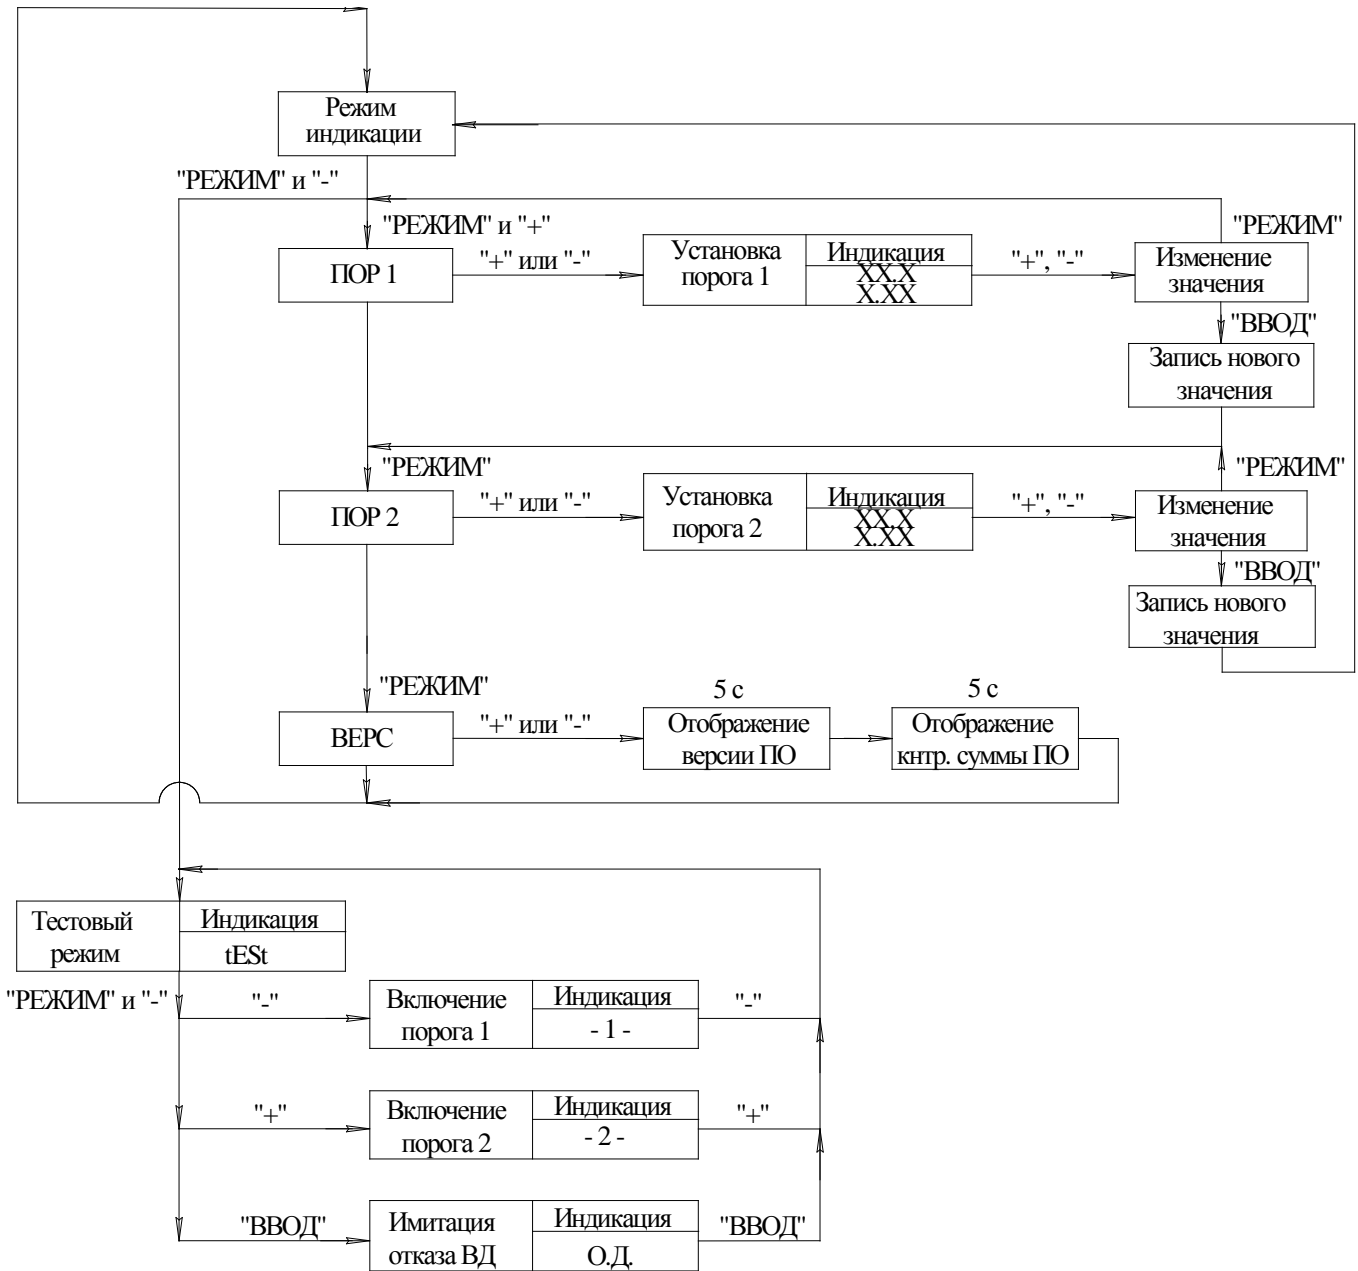 Режим
индикации
"РЕЖИМ" и "-"
"РЕЖИМ" и "+"
"РЕЖИМ"
ПОР 1
"+" или "-"
Установка
порога 1
Индикация
XX.X
X.XX
"+", "-"
Изменение
значения
"ВВОД"
Запись нового
значения
"РЕЖИМ"
"РЕЖИМ"
ПОР 2
"+" или "-"
Установка
порога 2
Индикация
XX.X
X.XX
"+", "-"
Изменение
значения
"ВВОД"
Запись нового
значения
"РЕЖИМ"
5 с
5 с
ВЕРС
"+" или "-"
Отображение
версии ПО
Отображение
кнтр. суммы ПО
Тестовый
режим
Индикация
tESt
"РЕЖИМ" и "-"
"-"
Включение
порога 1
Индикация
- 1 -
"-"
"+"
Включение
порога 2
Индикация
- 2 -
"+"
"ВВОД"
Имитация
отказа ВД
Индикация
О.Д.
"ВВОД"